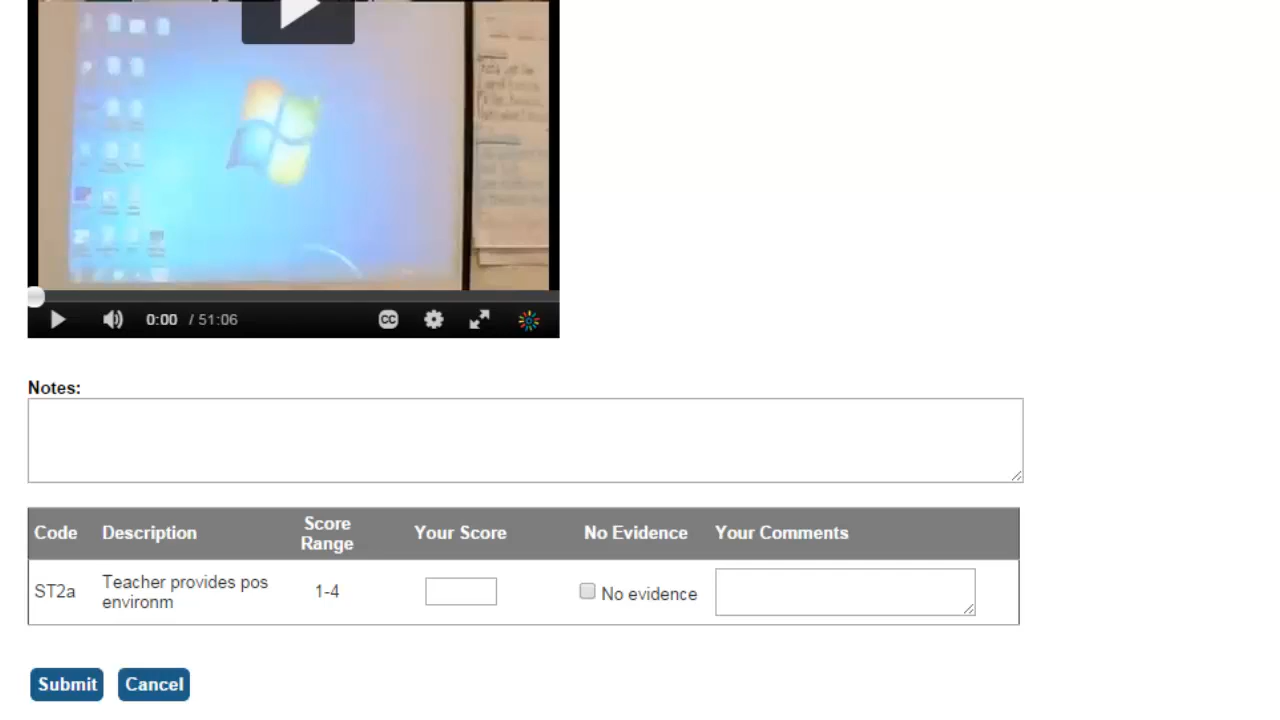 0:00 / 51:06
CC
Notes:
Code Description Score Range Your Score No Evidence Your Comments
ST2a Teacher provides pos environm 1-4 No evidence
Submit Cancel